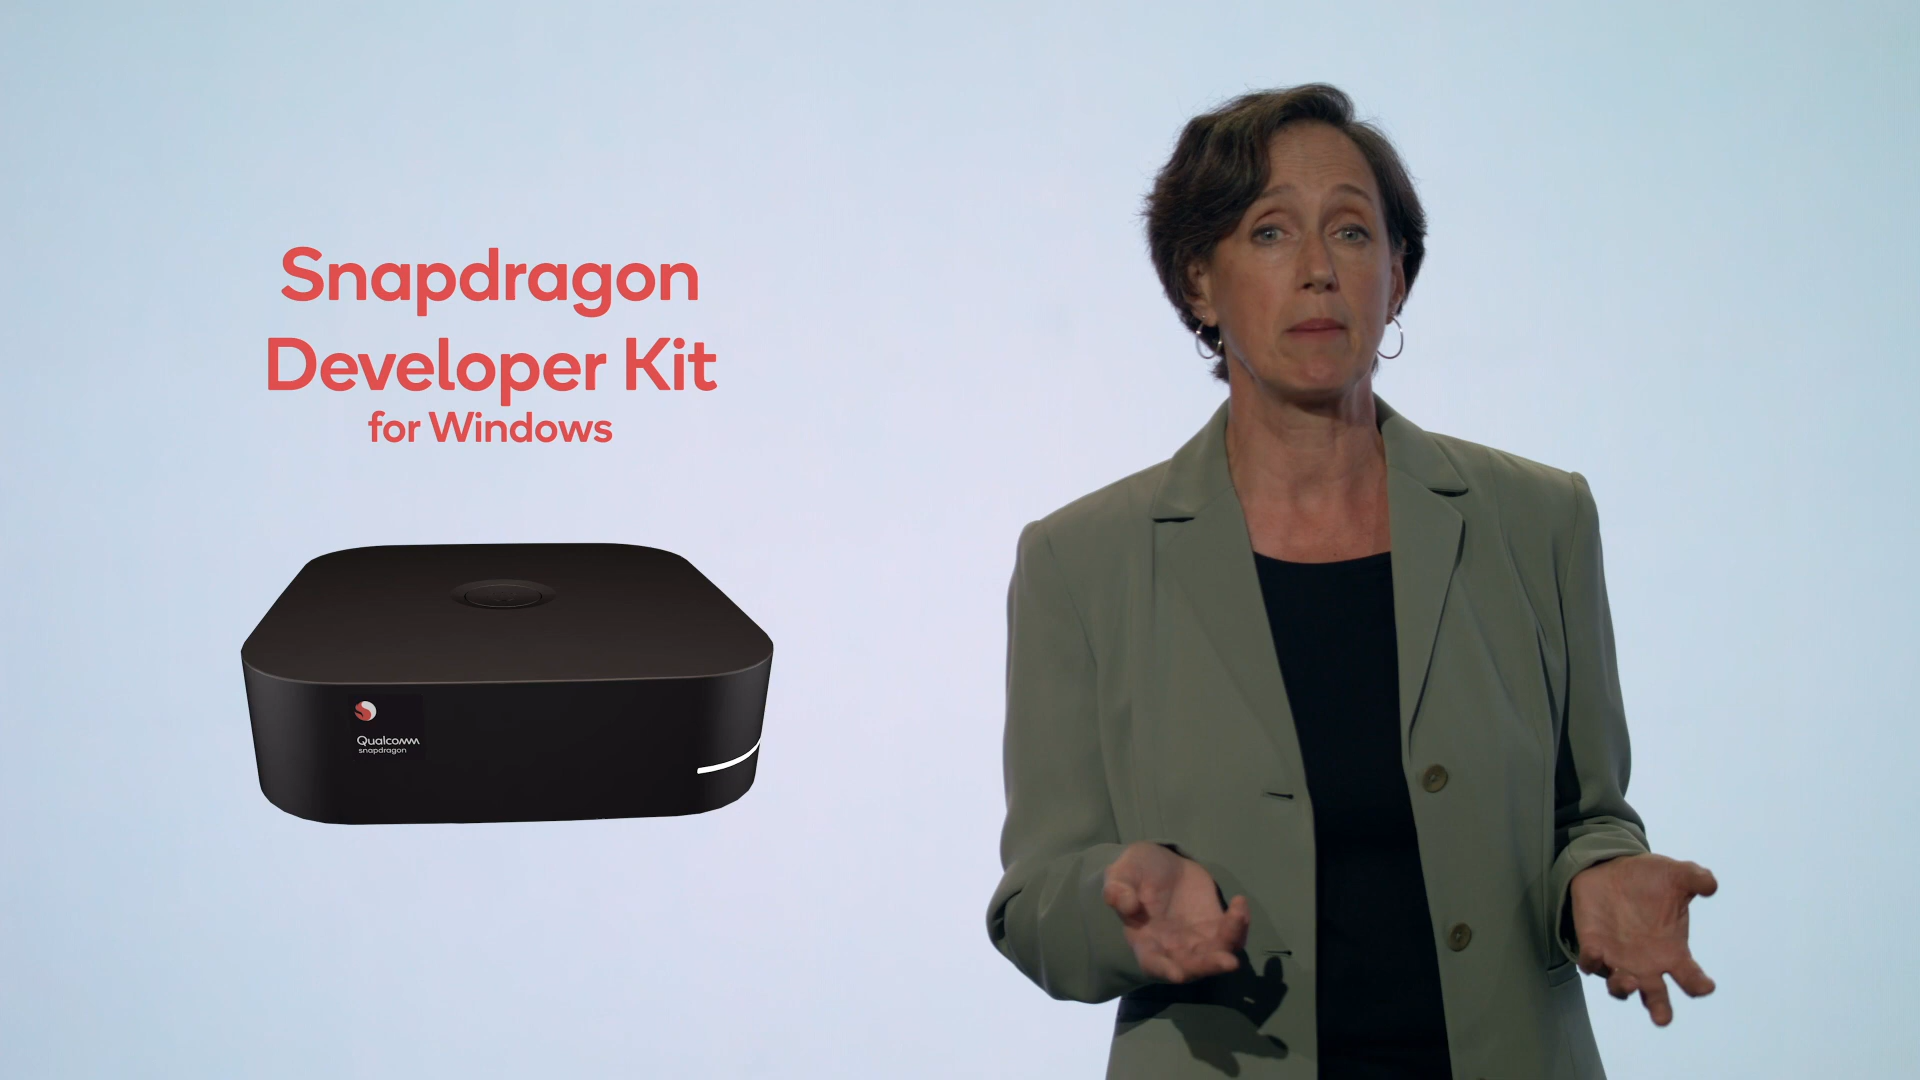 Snapdragon
Developer Kit
for Windows
Qualcomm
snapdragon